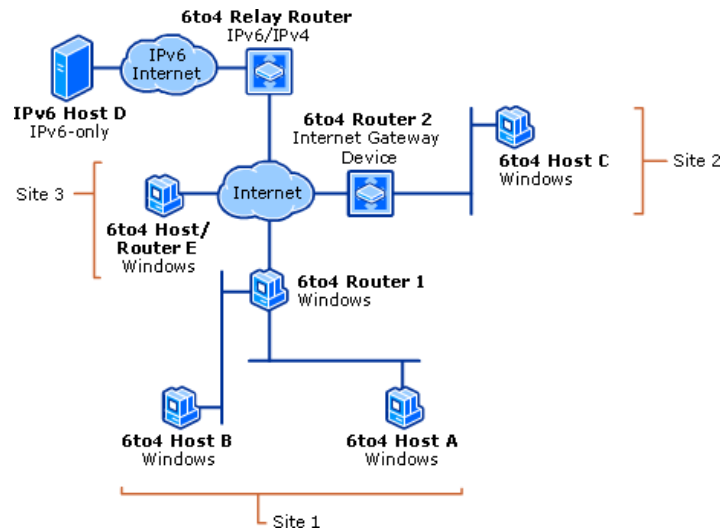 6to4 Relay Router
IPv6/IPv4
IPv6
Internet
IPv6 Host D
IPv6-only
6to4 Router 2
Internet Gateway
Device
6to4 Host C
Windows
Site 2
Site 3
Internet
6to4 Host/
Router E
Windows
6to4 Router 1
Windows
6to4 Host B
Windows
6to4 Host A
Windows
Site 1